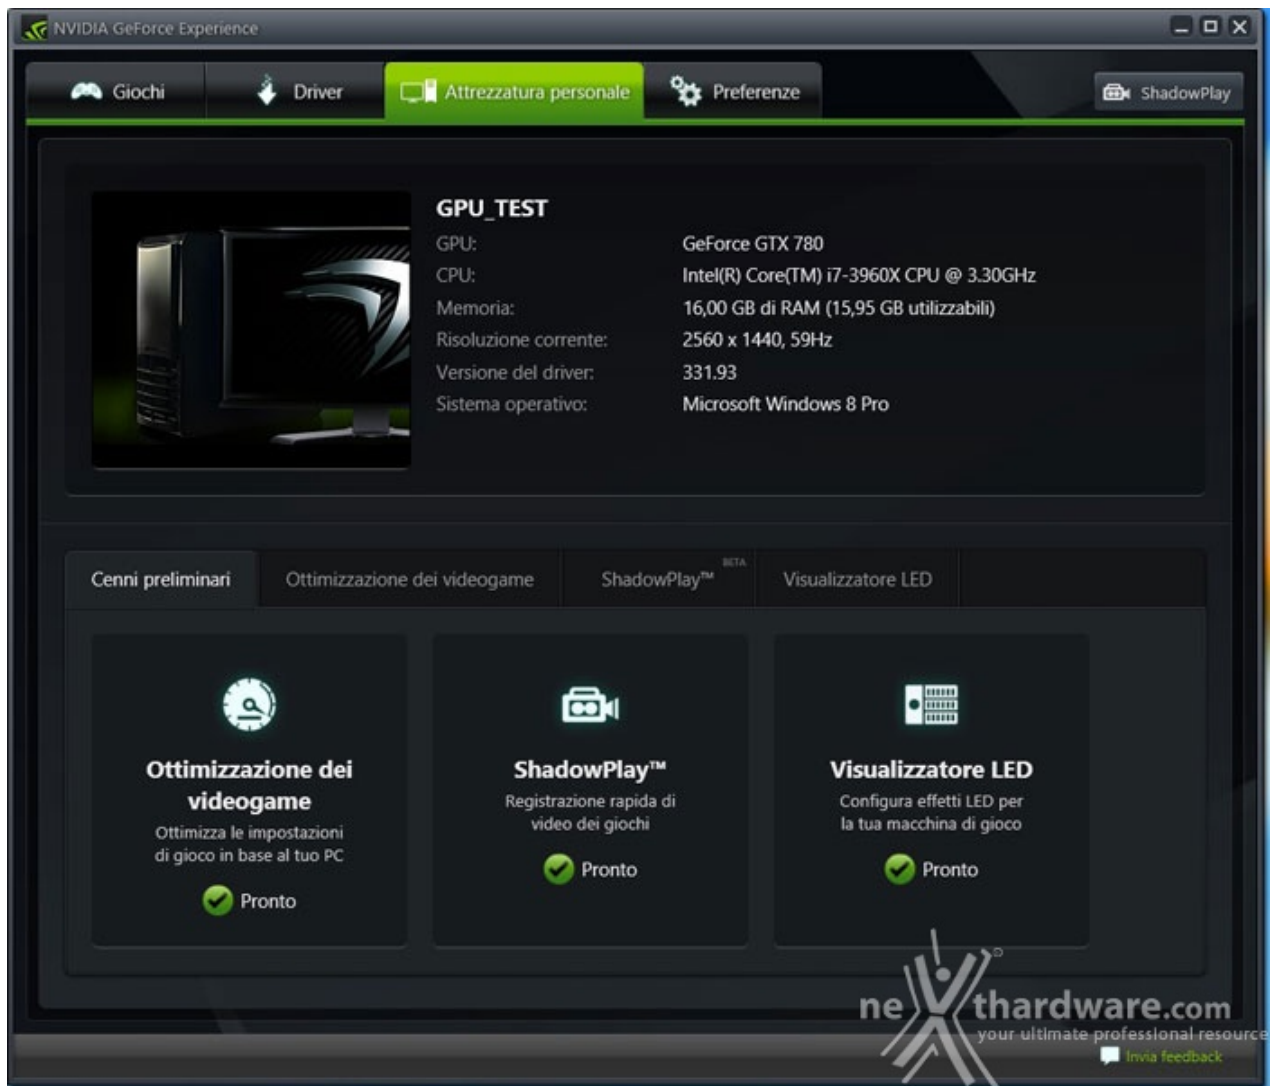 NVIDIA GeForce Experience
Giochi
Driver
Attrezzatura personale
Preferenze
ShadowPlay
GPU_TEST
GPU: GeForce GTX 780
CPU: Intel(R) Core(TM) i7-3960X CPU @ 3.30GHz
Memoria: 16,00 GB di RAM (15,95 GB utilizzabili)
Risoluzione corrente: 2560 x 1440, 59Hz
Versione del driver: 331.93
Sistema operativo: Microsoft Windows 8 Pro
Cenni preliminari
Ottimizzazione dei videogame
ShadowPlay™ BETA
Visualizzatore LED
Ottimizzazione dei
videogame
Ottimizza le impostazioni
di gioco in base al tuo PC
Pronto
ShadowPlay™
Registrazione rapida di
video dei giochi
Pronto
Visualizzatore LED
Configura effetti LED per
la tua macchina di gioco
Pronto
nexthardware.com
your ultimate professional resource
Invia feedback